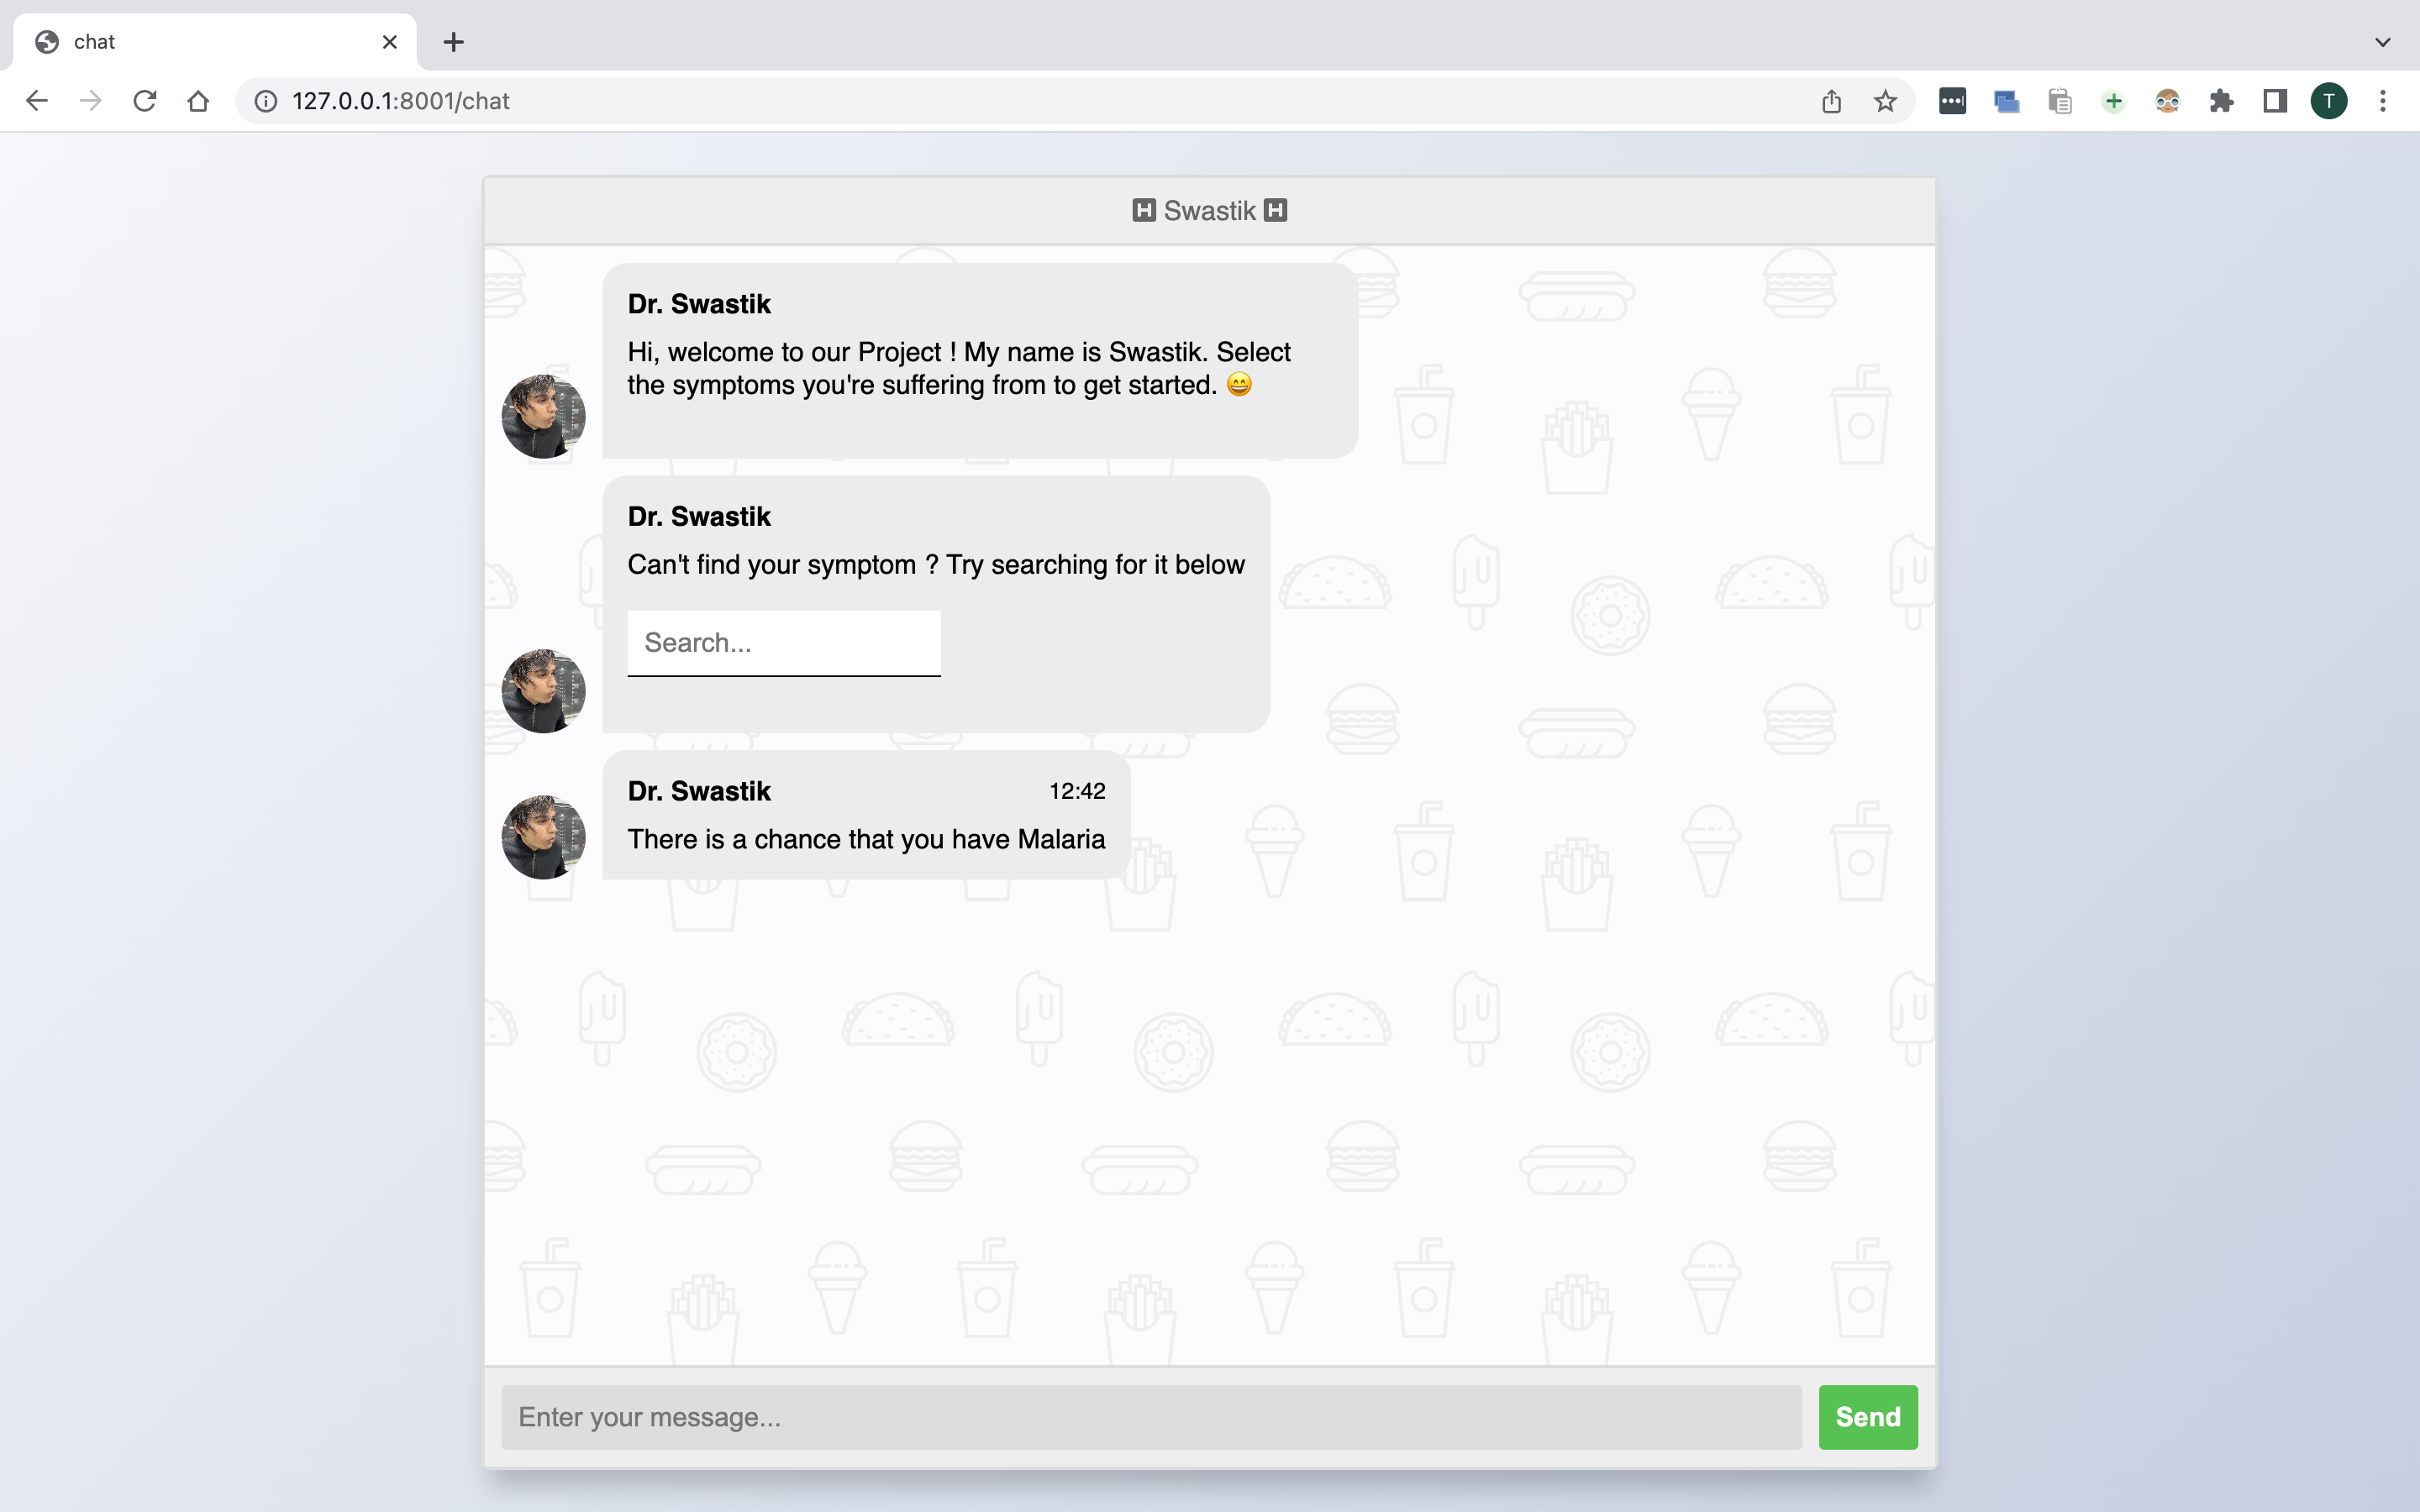 chat
127.0.0.1:8001/chat
T
H Swastik H
Dr. Swastik
Hi, welcome to our Project ! My name is Swastik. Select
the symptoms you're suffering from to get started. 😄
Dr. Swastik
Can't find your symptom ? Try searching for it below
Search...
Dr. Swastik 12:42
There is a chance that you have Malaria
Enter your message...
Send